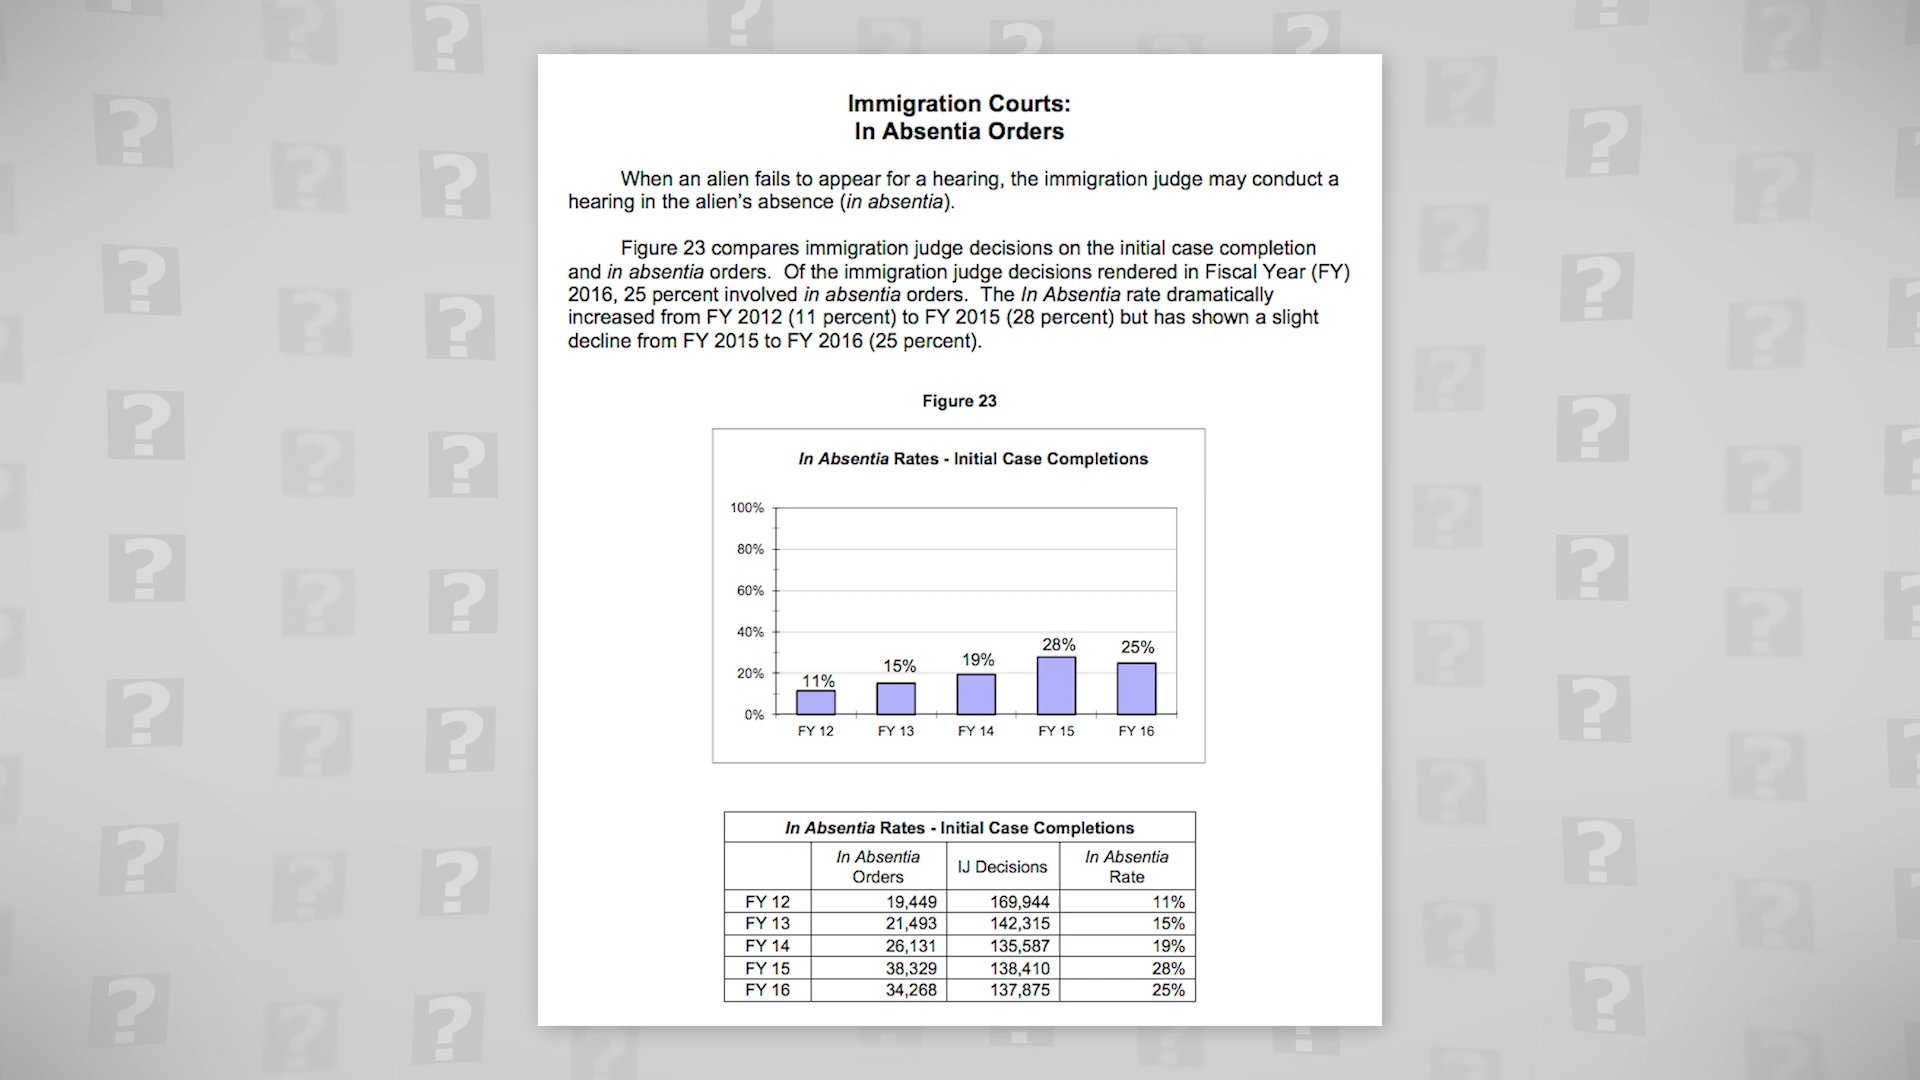 Immigration Courts:
In Absentia Orders
When an alien fails to appear for a hearing, the immigration judge may conduct a
hearing in the alien's absence (in absentia).
Figure 23 compares immigration judge decisions on the initial case completion
and in absentia orders. Of the immigration judge decisions rendered in Fiscal Year (FY)
2016, 25 percent involved in absentia orders. The In Absentia rate dramatically
increased from FY 2012 (11 percent) to FY 2015 (28 percent) but has shown a slight
decline from FY 2015 to FY 2016 (25 percent).
Figure 23
In Absentia Rates - Initial Case Completions
100%
80%
60%
40%
20%
0%
11%
15%
19%
28%
25%
FY 12 FY 13 FY 14 FY 15 FY 16
In Absentia Rates - Initial Case Completions
In Absentia Orders IJ Decisions In Absentia Rate
FY 12 19,449 169,944 11%
FY 13 21,493 142,315 15%
FY 14 26,131 135,587 19%
FY 15 38,329 138,410 28%
FY 16 34,268 137,875 25%